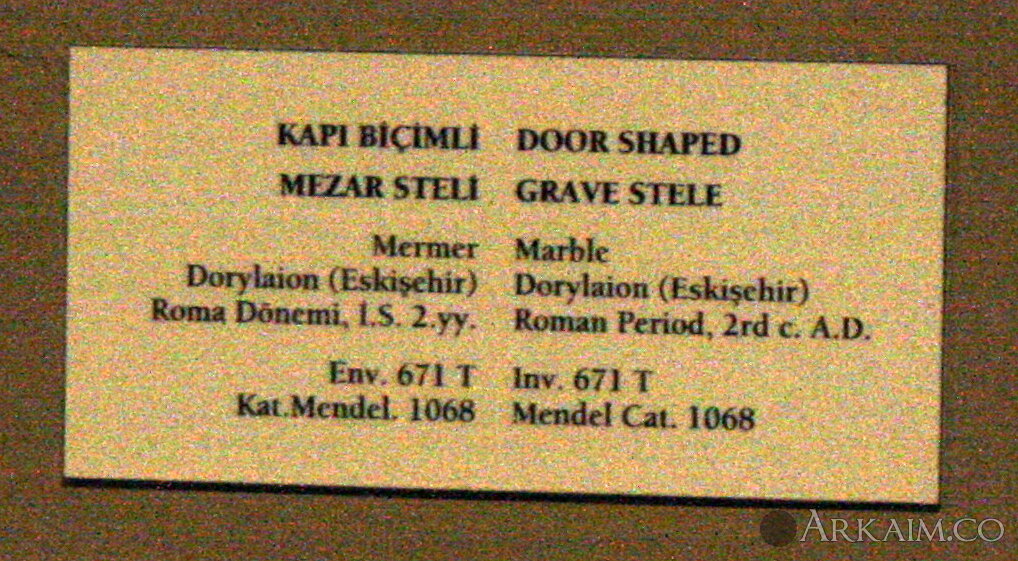 KAPI BİÇİMLİ
MEZAR STELİ
Mermer
Dorylaion (Eskişehir)
Roma Dönemi, İ.S. 2.yy.
Env. 671 T
Kat.Mendel. 1068
DOOR SHAPED
GRAVE STELE
Marble
Dorylaion (Eskişehir)
Roman Period, 2rd c. A.D.
Inv. 671 T
Mendel Cat. 1068
ARKAIM.CO